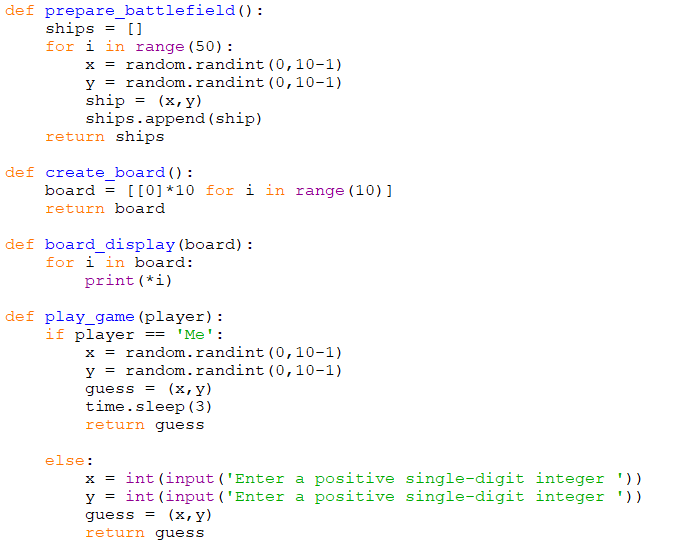 def prepare_battlefield():
    ships = []
    for i in range(50):
        x = random.randint(0,10-1)
        y = random.randint(0,10-1)
        ship = (x,y)
        ships.append(ship)
    return ships

def create_board():
    board = [[0]*10 for i in range(10)]
    return board

def board_display(board):
    for i in board:
        print(*i)

def play_game(player):
    if player == 'Me':
        x = random.randint(0,10-1)
        y = random.randint(0,10-1)
        guess = (x,y)
        time.sleep(3)
        return guess

    else:
        x = int(input('Enter a positive single-digit integer '))
        y = int(input('Enter a positive single-digit integer '))
        guess = (x,y)
        return guess